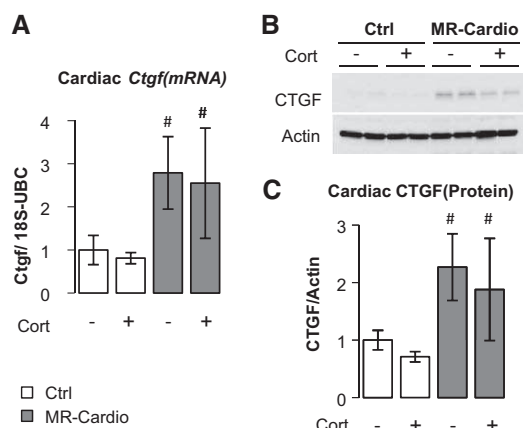 A
Cardiac Ctgf(mRNA)
Ctgf/ 18S-UBC
4
3
2
1
0
# #
Cort - + - +
Ctrl
MR-Cardio
B
Ctrl MR-Cardio
Cort - + - +
CTGF
Actin
C
Cardiac CTGF(Protein)
CTGF/Actin
3
2
1
0
# #
Cort - + - +